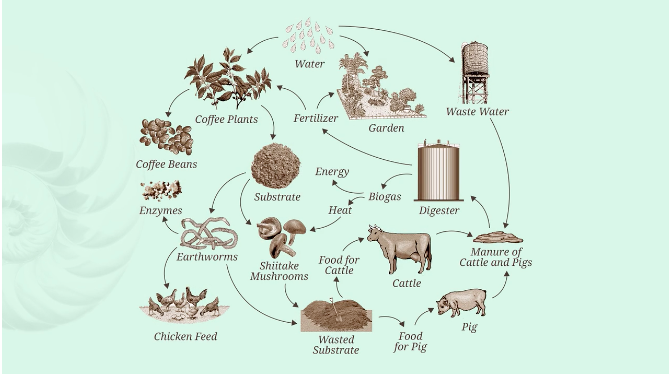 Water
Coffee Plants
Fertilizer
Garden
Waste Water
Coffee Beans
Substrate
Energy
Biogas
Heat
Digester
Enzymes
Earthworms
Shiitake
Mushrooms
Food for
Cattle
Cattle
Manure of
Cattle and Pigs
Chicken Feed
Wasted
Substrate
Food
for Pig
Pig